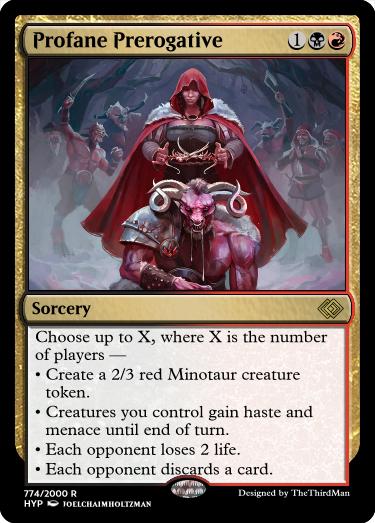 Profane Prerogative 1
Sorcery
Choose up to X, where X is the number
of players —
• Create a 2/3 red Minotaur creature
token.
• Creatures you control gain haste and
menace until end of turn.
• Each opponent loses 2 life.
• Each opponent discards a card.
774/2000 R
Designed by TheThirdMan
HYP JOELCHAIMHOLTZMAN